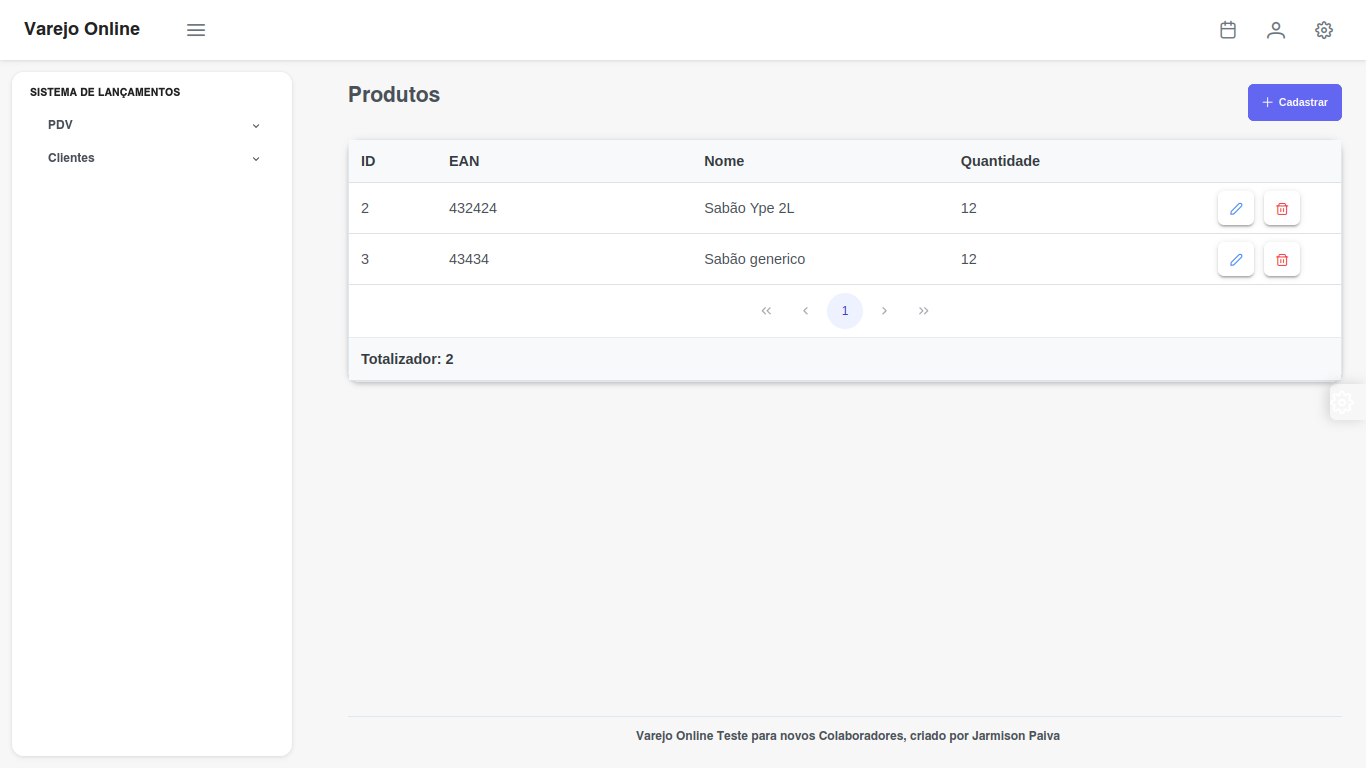 Varejo Online
SISTEMA DE LANÇAMENTOS
PDV
Clientes
Produtos
Cadastrar
ID EAN Nome Quantidade
2 432424 Sabão Ype 2L 12
3 43434 Sabão generico 12
1
Totalizador: 2
Varejo Online Teste para novos Colaboradores, criado por Jarmison Paiva